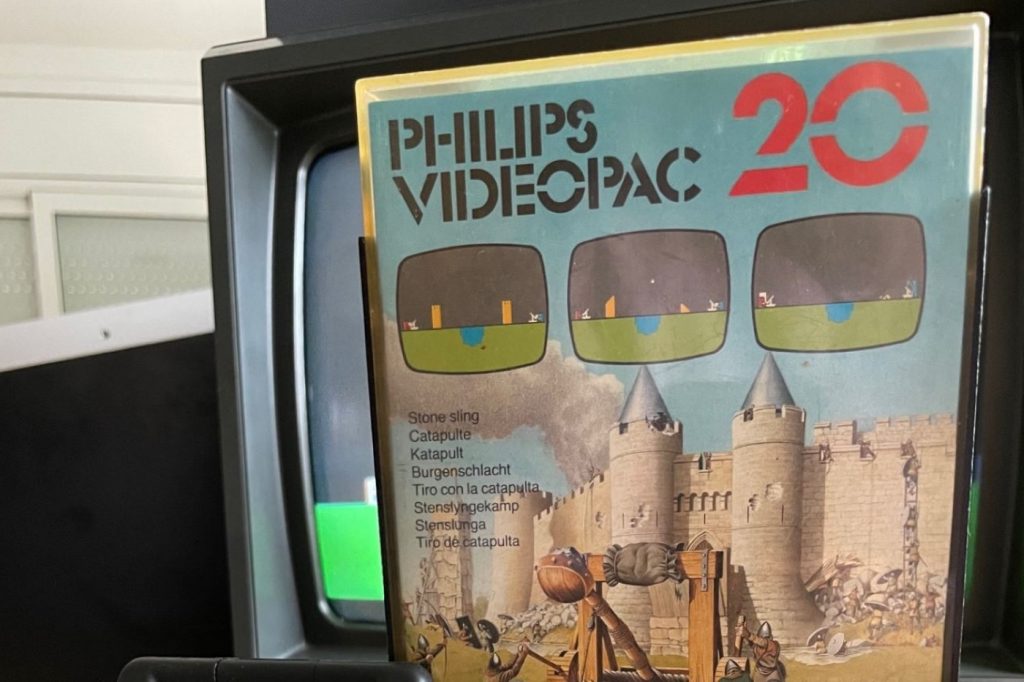 PHILIPS
VIDEOPAC
20
Stone sling
Catapulte
Katapult
Burgenschlacht
Tiro con la catapulta
Stenslyngekamp
Stenslunga
Tiro de catapulta